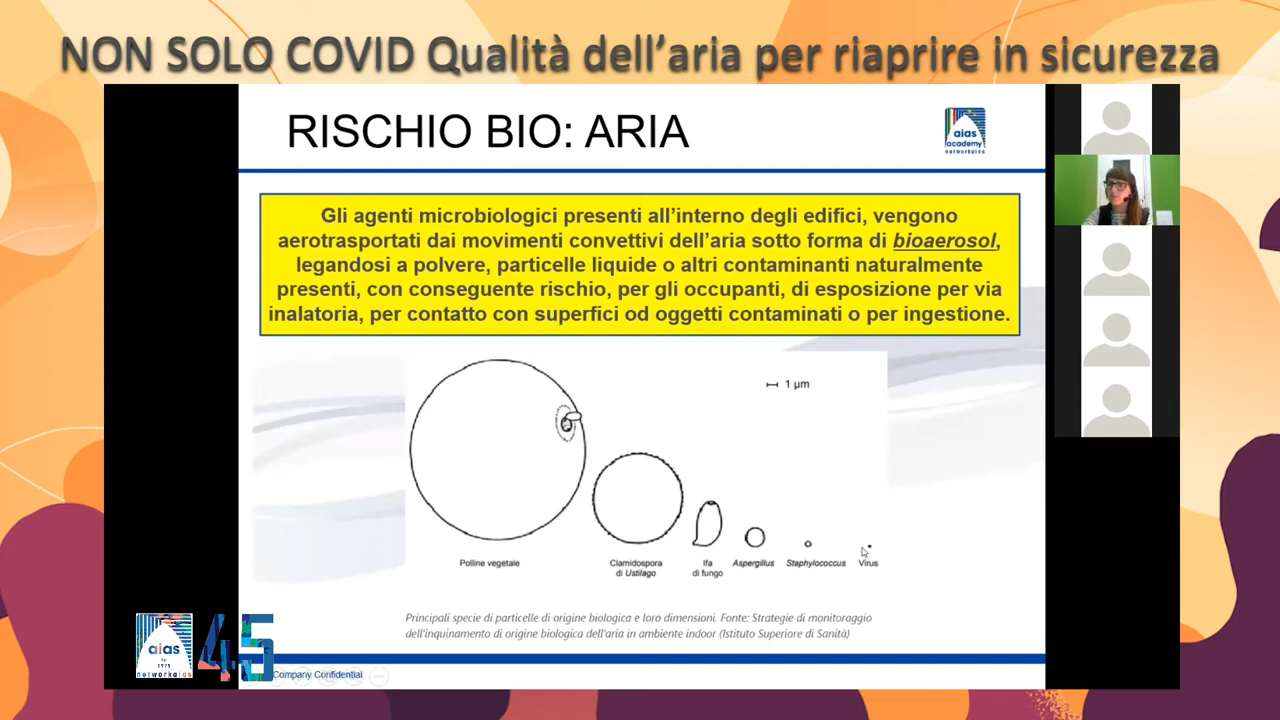 NON SOLO COVID Qualità dell'aria per riaprire in sicurezza
RISCHIO BIO: ARIA
aias
academy
networkaias
Gli agenti microbiologici presenti all'interno degli edifici, vengono
aerotrasportati dai movimenti convettivi dell'aria sotto forma di bioaerosol,
legandosi a polvere, particelle liquide o altri contaminanti naturalmente
presenti, con conseguente rischio, per gli occupanti, di esposizione per via
inalatoria, per contatto con superfici od oggetti contaminati o per ingestione.
1 µm
Polline vegetale
Clamidospora
di Ustilago
Ifa
di fungo
Aspergillus
Staphylococcus
Virus
Principali specie di particelle di origine biologica e loro dimensioni. Fonte: Strategie di monitoraggio
dell'inquinamento di origine biologica dell'aria in ambiente indoor (Istituto Superiore di Sanità)
aias
dal
1975
networkaias
45
Company Confidential